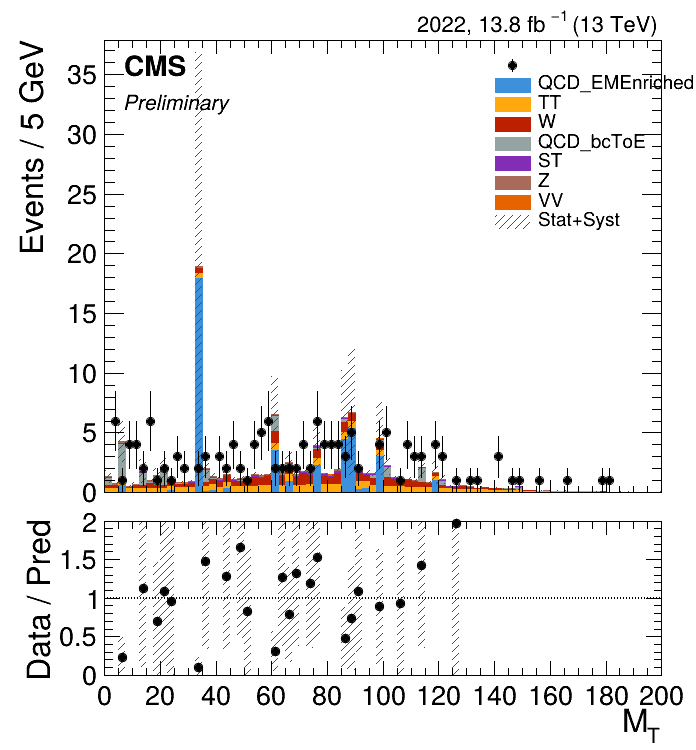 2022, 13.8 fb⁻¹ (13 TeV)
Events / 5 GeV
CMS
Preliminary
QCD_EMEnriched
TT
W
QCD_bcToE
ST
Z
VV
Stat+Syst
35
30
25
20
15
10
5
0
Data / Pred
2
1.5
1
0.5
0
0 20 40 60 80 100 120 140 160 180 200
M_T